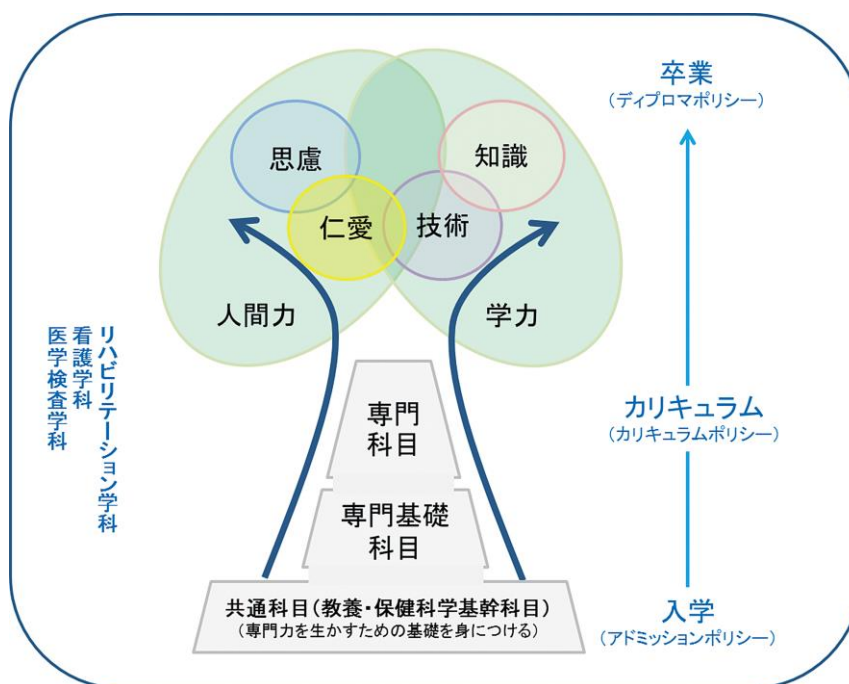 卒業
(ディプロマポリシー)
思慮
知識
仁愛
技術
人間力
学力
リハビリテーション学科
看護学科
医学検査学科
専門
科目
カリキュラム
(カリキュラムポリシー)
専門基礎
科目
共通科目(教養・保健科学基幹科目)
(専門力を生かすための基礎を身につける)
入学
(アドミッションポリシー)